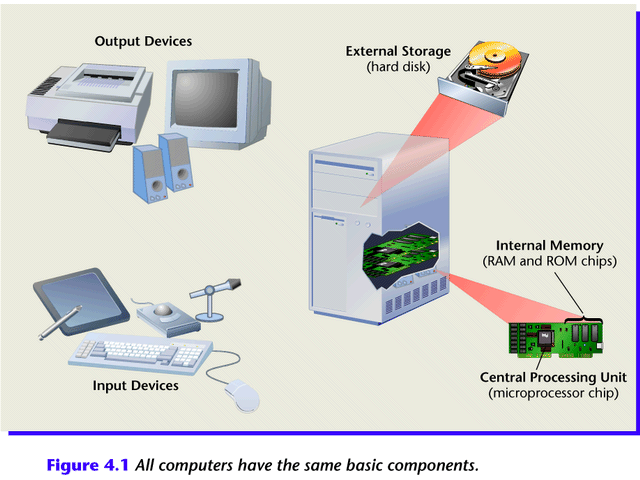 Output Devices
External Storage
(hard disk)
Internal Memory
(RAM and ROM chips)
Central Processing Unit
(microprocessor chip)
Input Devices
Figure 4.1 All computers have the same basic components.